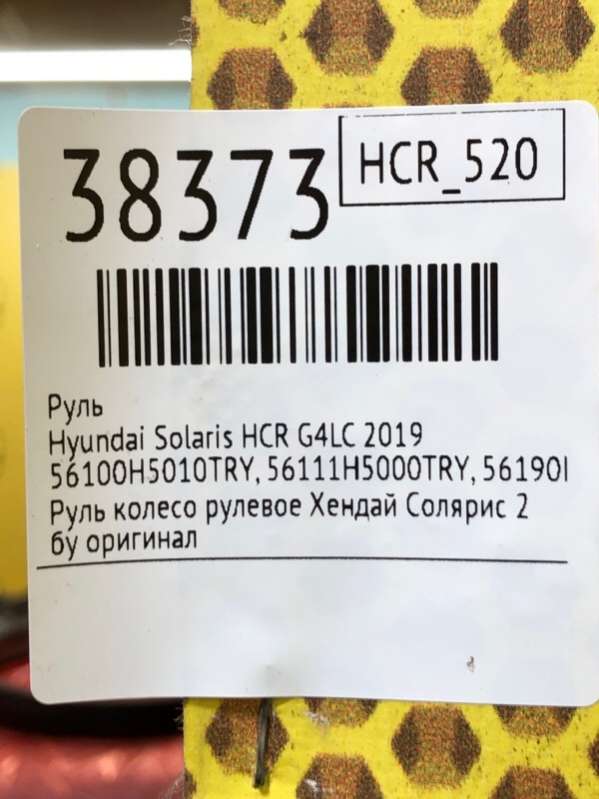 38373
HCR_520
Руль
Hyundai Solaris HCR G4LC 2019
56100H5010TRY, 56111H5000TRY, 56190
Руль колесо рулевое Хендай Солярис 2
бу оригинал